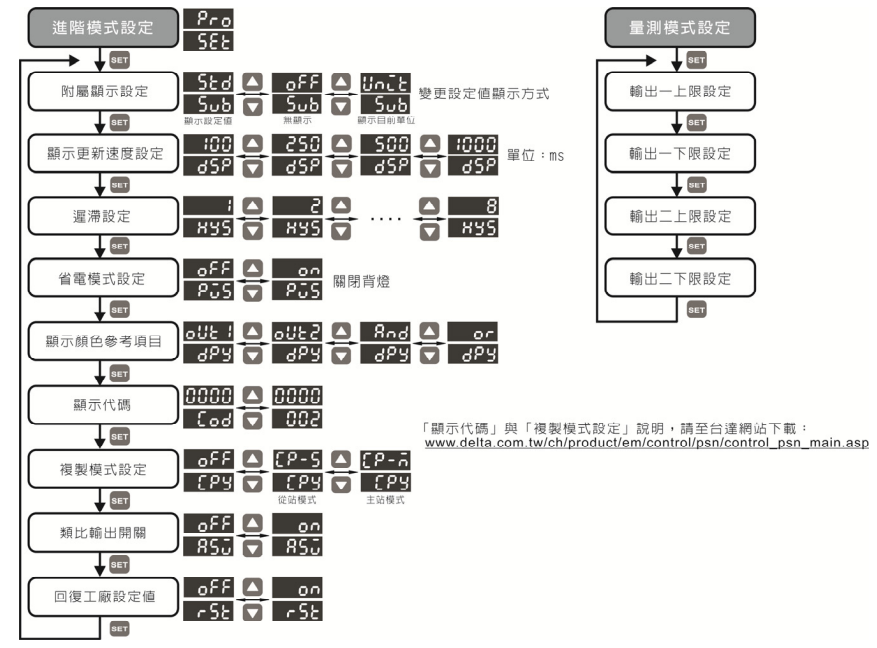 進階模式設定
Pro
SEt
SET
附屬顯示設定
Std
Sub
顯示設定值
oFF
Sub
無顯示
Unit
Sub
顯示目前單位
變更設定值顯示方式
SET
顯示更新速度設定
100
dSP
250
dSP
500
dSP
1000
dSP
單位：ms
SET
遲滯設定
1
HYS
2
HYS
....
8
HYS
SET
省電模式設定
oFF
PwS
on
PwS
關閉背燈
SET
顯示顏色參考項目
oUt1
dPY
oUt2
dPY
And
dPY
or
dPY
SET
顯示代碼
0000
Cod
0000
002
SET
複製模式設定
oFF
CPY
CP-S
CPY
從站模式
CP-m
CPY
主站模式
SET
類比輸出開關
oFF
ASw
on
ASw
SET
回復工廠設定值
oFF
rSt
on
rSt
SET
量測模式設定
SET
輸出一上限設定
SET
輸出一下限設定
SET
輸出二上限設定
SET
輸出二下限設定
SET
「顯示代碼」與「複製模式設定」說明，請至台達網站下載：
www.delta.com.tw/ch/product/em/control/psn/control_psn_main.asp